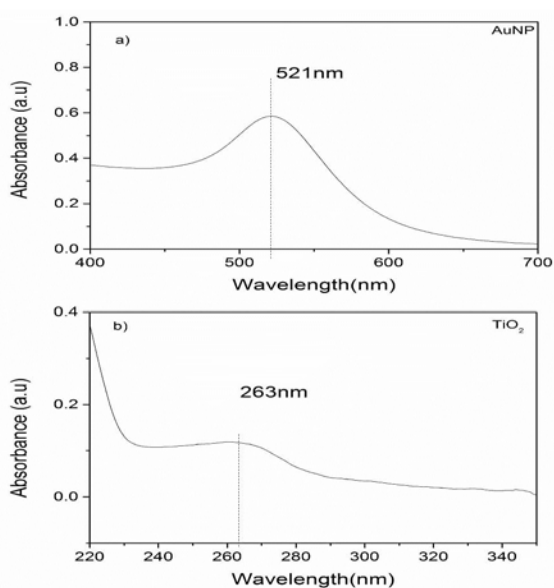 a)
AuNP
521nm
1.0
0.8
0.6
0.4
0.2
0.0
Absorbance (a.u)
400 500 600 700
Wavelength(nm)
b)
TiO₂
263nm
0.4
0.2
0.0
Absorbance (a.u)
220 240 260 280 300 320 340
Wavelength(nm)